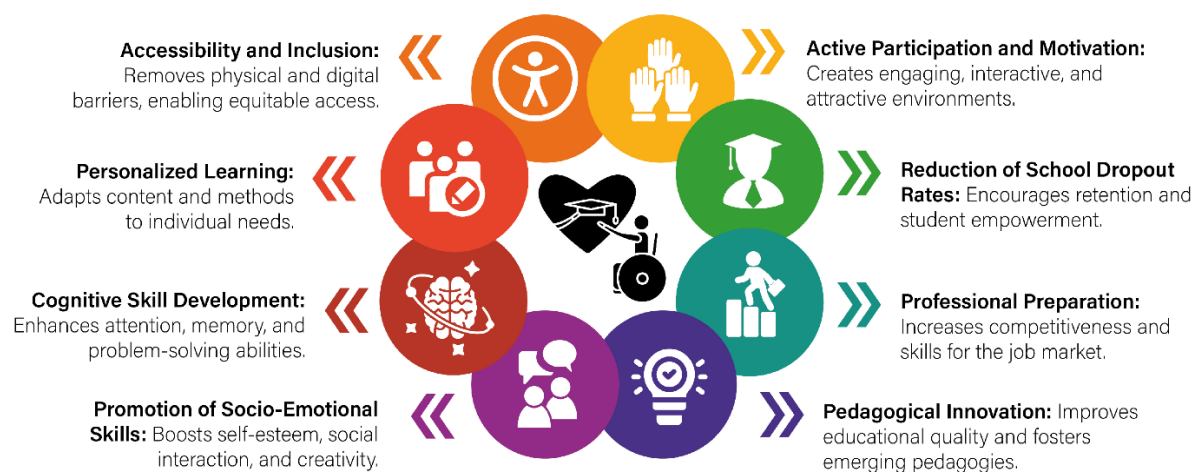 Accessibility and Inclusion:
Removes physical and digital
barriers, enabling equitable access.
Personalized Learning:
Adapts content and methods
to individual needs.
Cognitive Skill Development:
Enhances attention, memory, and
problem-solving abilities.
Promotion of Socio-Emotional
Skills: Boosts self-esteem, social
interaction, and creativity.
Active Participation and Motivation:
Creates engaging, interactive, and
attractive environments.
Reduction of School Dropout
Rates: Encourages retention and
student empowerment.
Professional Preparation:
Increases competitiveness and
skills for the job market.
Pedagogical Innovation: Improves
educational quality and fosters
emerging pedagogies.